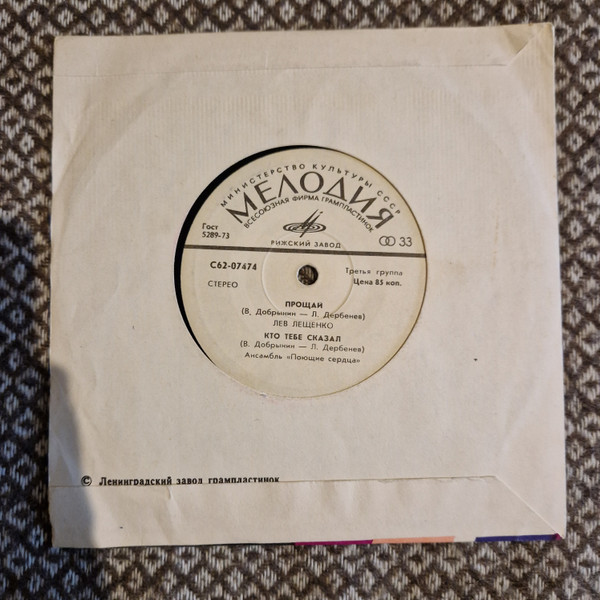 МИНИСТЕРСТВО КУЛЬТУРЫ СССР
МЕЛОДИЯ
ВСЕСОЮЗНАЯ ФИРМА ГРАМПЛАСТИНОК
Гост
5289-73
33
РИЖСКИЙ ЗАВОД
С62-07474
Третья группа
СТЕРЕО
Цена 85 коп.
ПРОЩАЙ
(В. Добрынин — Л. Дербенев)
ЛЕВ ЛЕЩЕНКО
КТО ТЕБЕ СКАЗАЛ
(В. Добрынин — Л. Дербенев)
Ансамбль «Поющие сердца»
© Ленинградский завод грампластинок